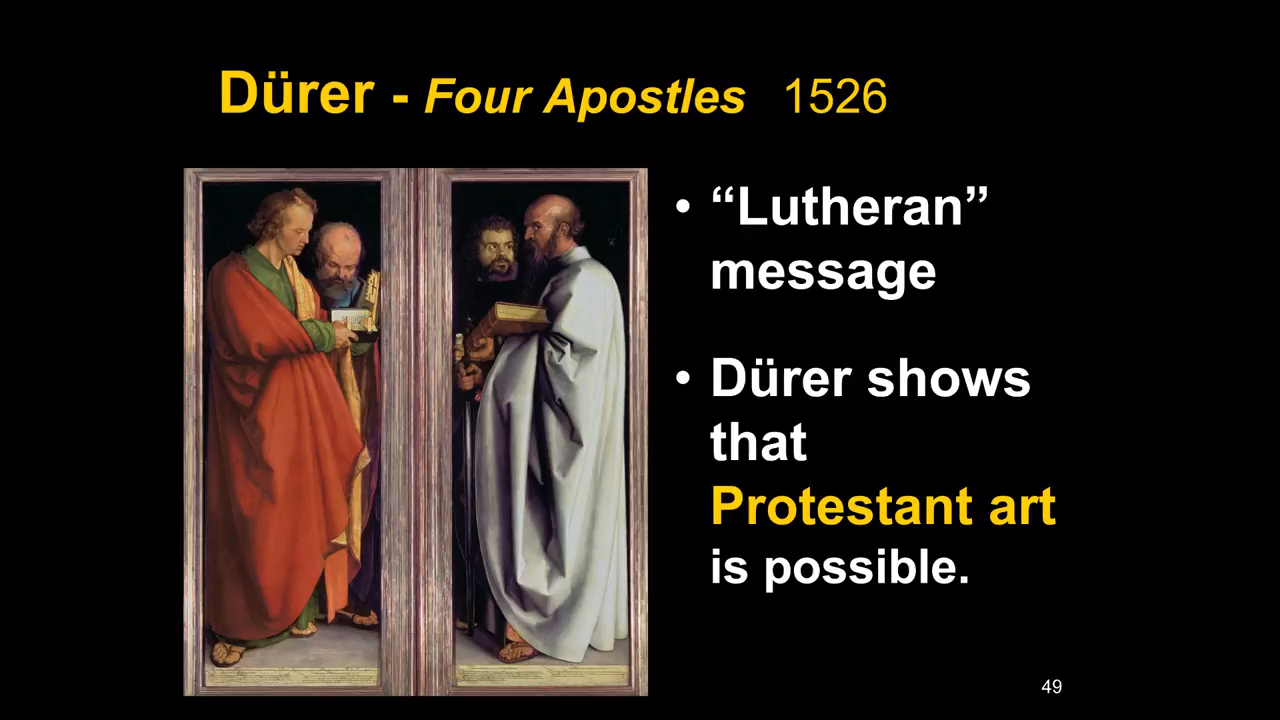 Dürer - Four Apostles 1526
• “Lutheran”
message
• Dürer shows
that
Protestant art
is possible.
49